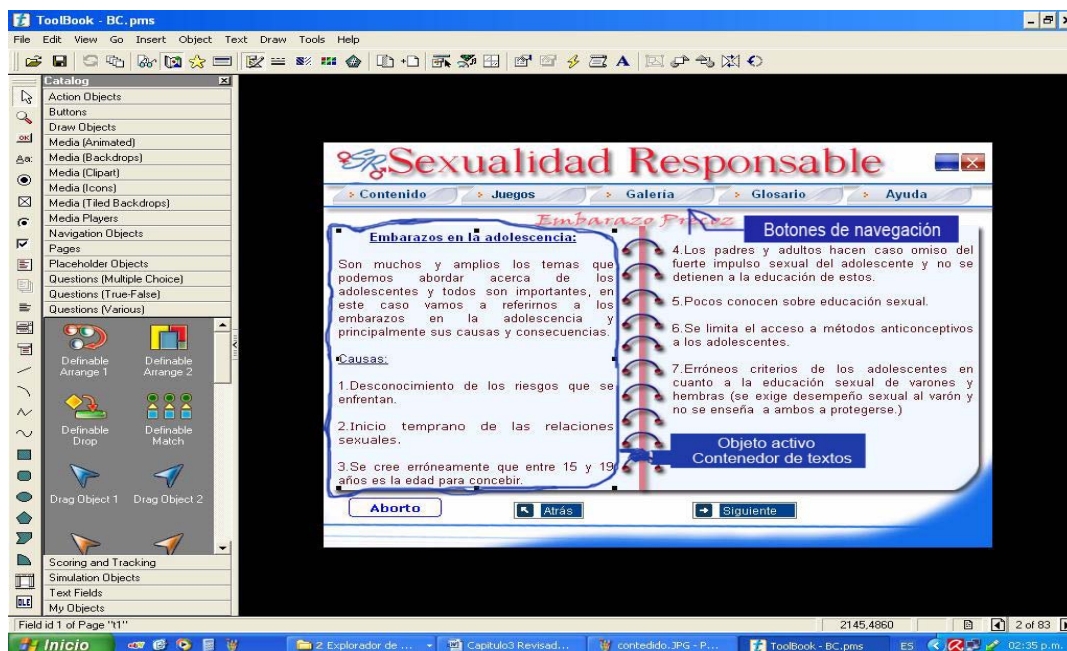 ToolBook - BC.pms
File Edit View Go Insert Object Text Draw Tools Help
Catalog
Action Objects
Buttons
Draw Objects
Media (Animated)
Media (Backdrops)
Media (Clipart)
Media (Icons)
Media (Tiled Backdrops)
Media Players
Navigation Objects
Pages
Placeholder Objects
Questions (Multiple Choice)
Questions (True-False)
Questions (Various)
Definable Arrange 1
Definable Arrange 2
Definable Drop
Definable Match
Drag Object 1
Drag Object 2
Scoring and Tracking
Simulation Objects
Text Fields
My Objects
OK
Aa:
OLE
SR
Sexualidad Responsable
Contenido
Juegos
Galería
Glosario
Ayuda
Embarazo Precoz
Botones de navegación
Embarazos en la adolescencia:
Son muchos y amplios los temas que
podemos abordar acerca de los
adolescentes y todos son importantes, en
este caso vamos a referirnos a los
embarazos en la adolescencia y
principalmente sus causas y consecuencias.
Causas:
1.Desconocimiento de los riesgos que se
enfrentan.
2.Inicio temprano de las relaciones
sexuales.
3.Se cree erróneamente que entre 15 y 19
años es la edad para concebir.
4.Los padres y adultos hacen caso omiso del
fuerte impulso sexual del adolescente y no se
detienen a la educación de estos.
5.Pocos conocen sobre educación sexual.
6.Se limita el acceso a métodos anticonceptivos
a los adolescentes.
7.Erróneos criterios de los adolescentes en
cuanto a la educación sexual de varones y
hembras (se exige desempeño sexual al varón y
no se enseña a ambos a protegerse.)
Objeto activo
Contenedor de textos
Aborto
Atrás
Siguiente
Field id 1 of Page "t1"
2145,4860
2 of 83
Inicio
2 Explorador de ...
Capitulo3 Revisad...
contedido.JPG - P...
ToolBook - BC.pms
ES
02:35 p.m.